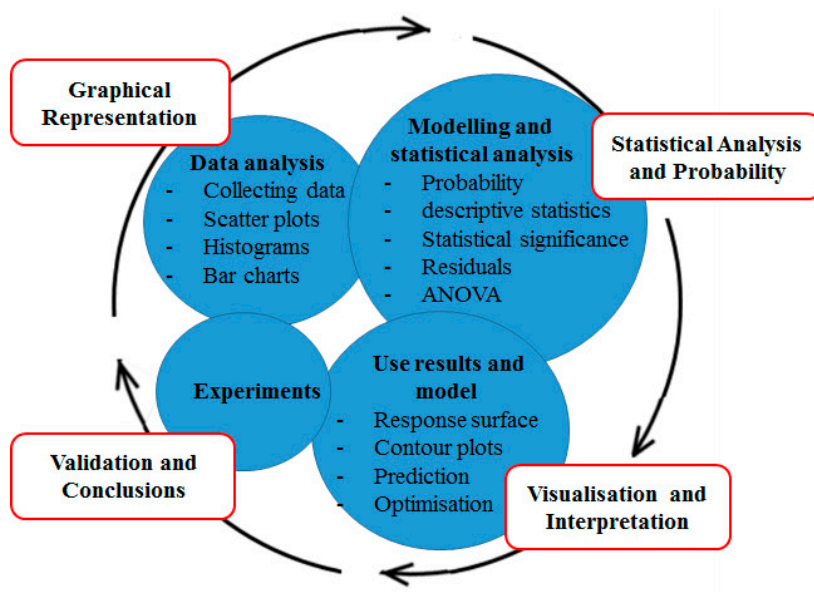 Graphical
Representation
Statistical Analysis
and Probability
Data analysis
- Collecting data
- Scatter plots
- Histograms
- Bar charts
Modelling and
statistical analysis
- Probability
- descriptive statistics
- Statistical significance
- Residuals
- ANOVA
Experiments
Use results and
model
- Response surface
- Contour plots
- Prediction
- Optimisation
Validation and
Conclusions
Visualisation and
Interpretation